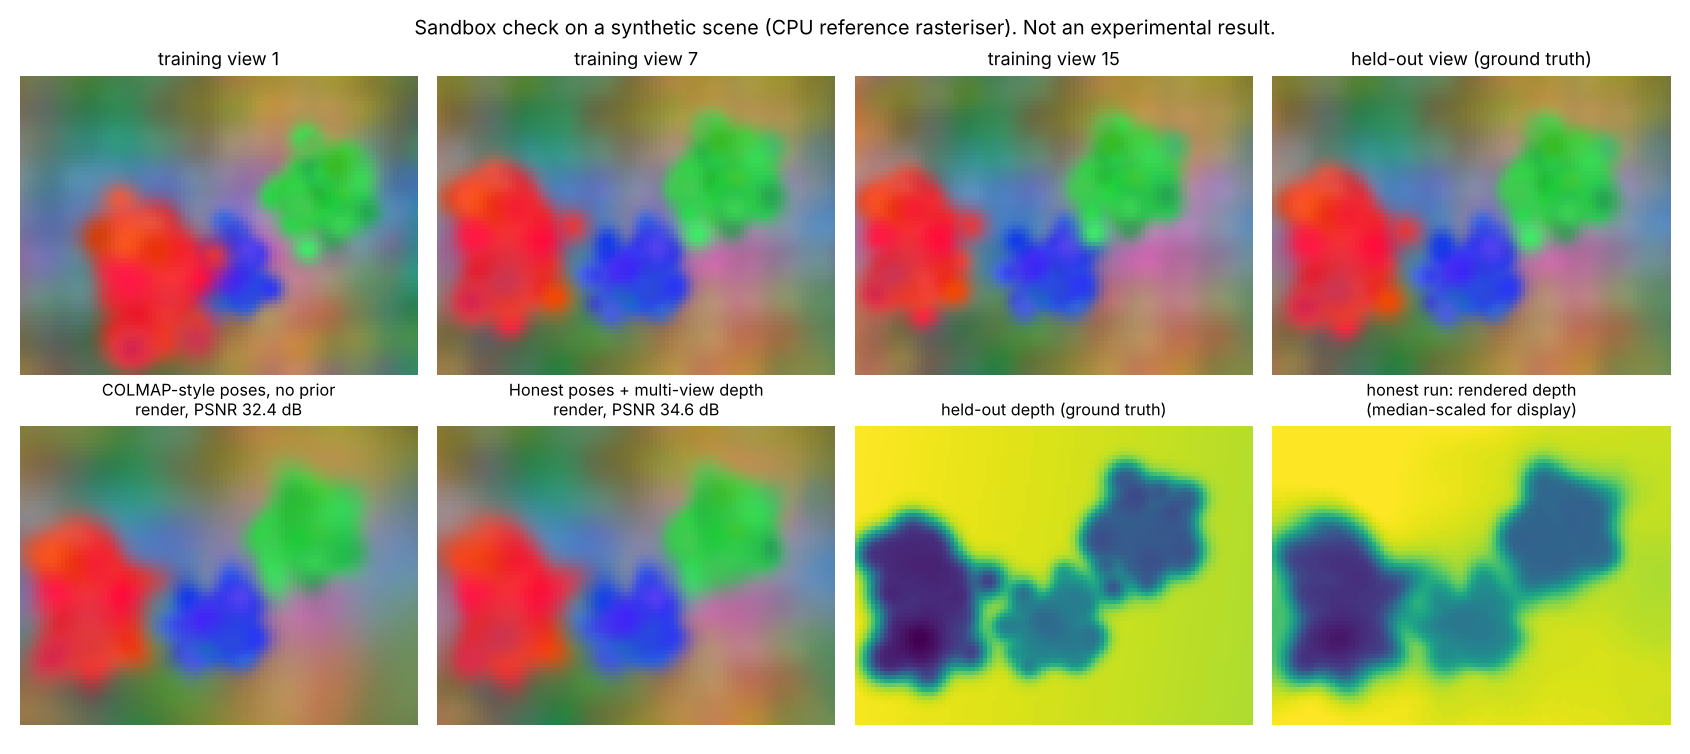 Sandbox check on a synthetic scene (CPU reference rasteriser). Not an experimental result.
training view 1
training view 7
training view 15
held-out view (ground truth)
COLMAP-style poses, no prior
render, PSNR 32.4 dB
Honest poses + multi-view depth
render, PSNR 34.6 dB
held-out depth (ground truth)
honest run: rendered depth
(median-scaled for display)